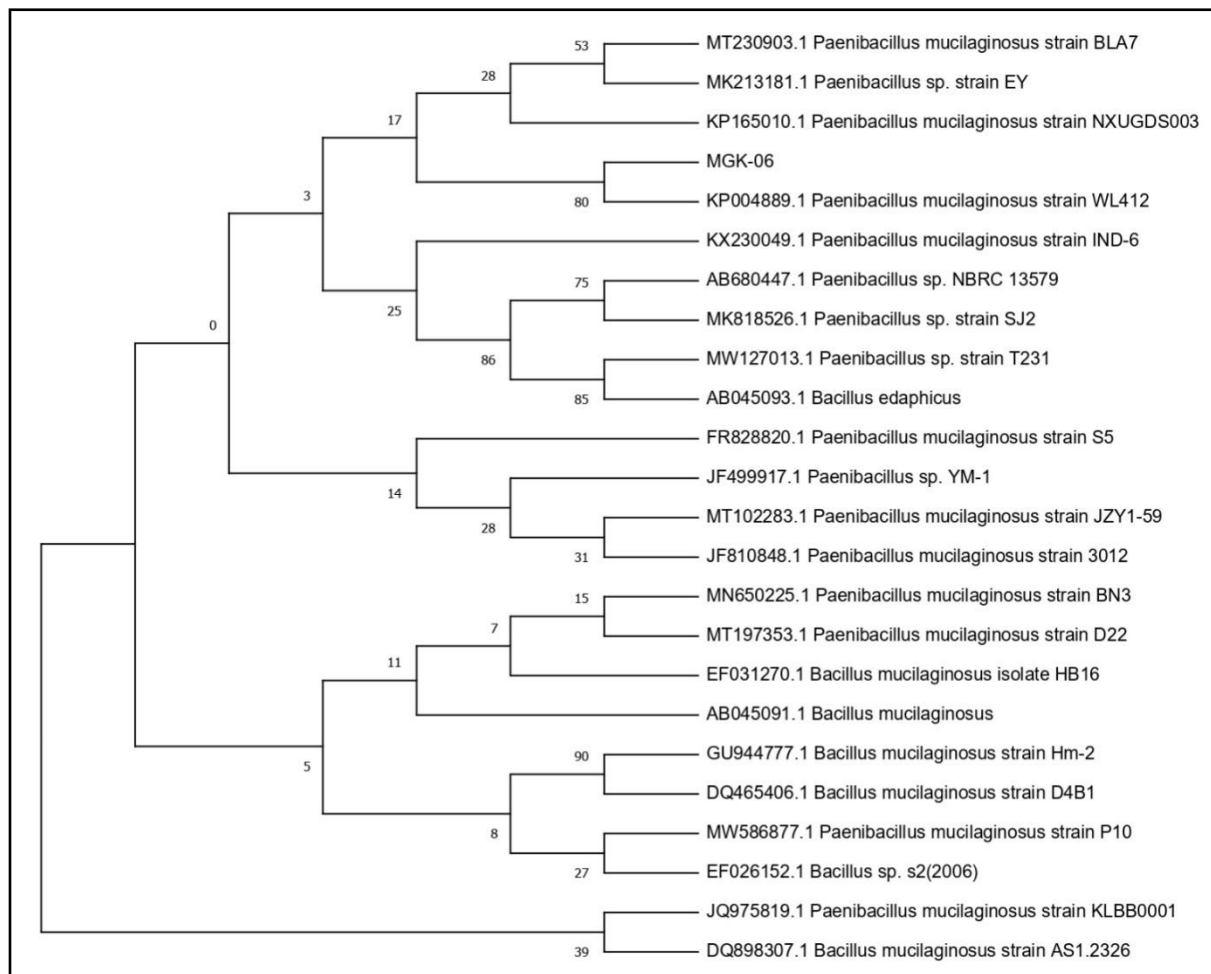 53
MT230903.1 Paenibacillus mucilaginosus strain BLA7
28
MK213181.1 Paenibacillus sp. strain EY
17
KP165010.1 Paenibacillus mucilaginosus strain NXUGDS003
MGK-06
3
80
KP004889.1 Paenibacillus mucilaginosus strain WL412
KX230049.1 Paenibacillus mucilaginosus strain IND-6
75
AB680447.1 Paenibacillus sp. NBRC 13579
25
MK818526.1 Paenibacillus sp. strain SJ2
0
86
MW127013.1 Paenibacillus sp. strain T231
85
AB045093.1 Bacillus edaphicus
FR828820.1 Paenibacillus mucilaginosus strain S5
14
JF499917.1 Paenibacillus sp. YM-1
28
MT102283.1 Paenibacillus mucilaginosus strain JZY1-59
31
JF810848.1 Paenibacillus mucilaginosus strain 3012
15
MN650225.1 Paenibacillus mucilaginosus strain BN3
7
MT197353.1 Paenibacillus mucilaginosus strain D22
11
EF031270.1 Bacillus mucilaginosus isolate HB16
AB045091.1 Bacillus mucilaginosus
5
90
GU944777.1 Bacillus mucilaginosus strain Hm-2
DQ465406.1 Bacillus mucilaginosus strain D4B1
8
MW586877.1 Paenibacillus mucilaginosus strain P10
27
EF026152.1 Bacillus sp. s2(2006)
JQ975819.1 Paenibacillus mucilaginosus strain KLBB0001
39
DQ898307.1 Bacillus mucilaginosus strain AS1.2326